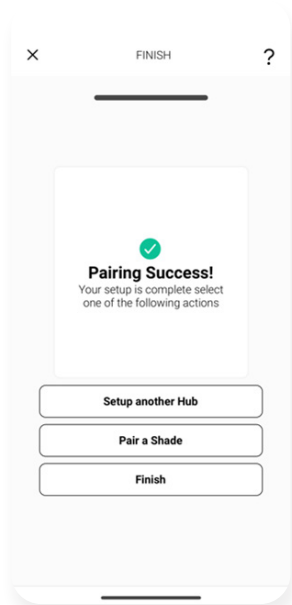 FINISH ?
Pairing Success!
Your setup is complete select
one of the following actions
Setup another Hub
Pair a Shade
Finish